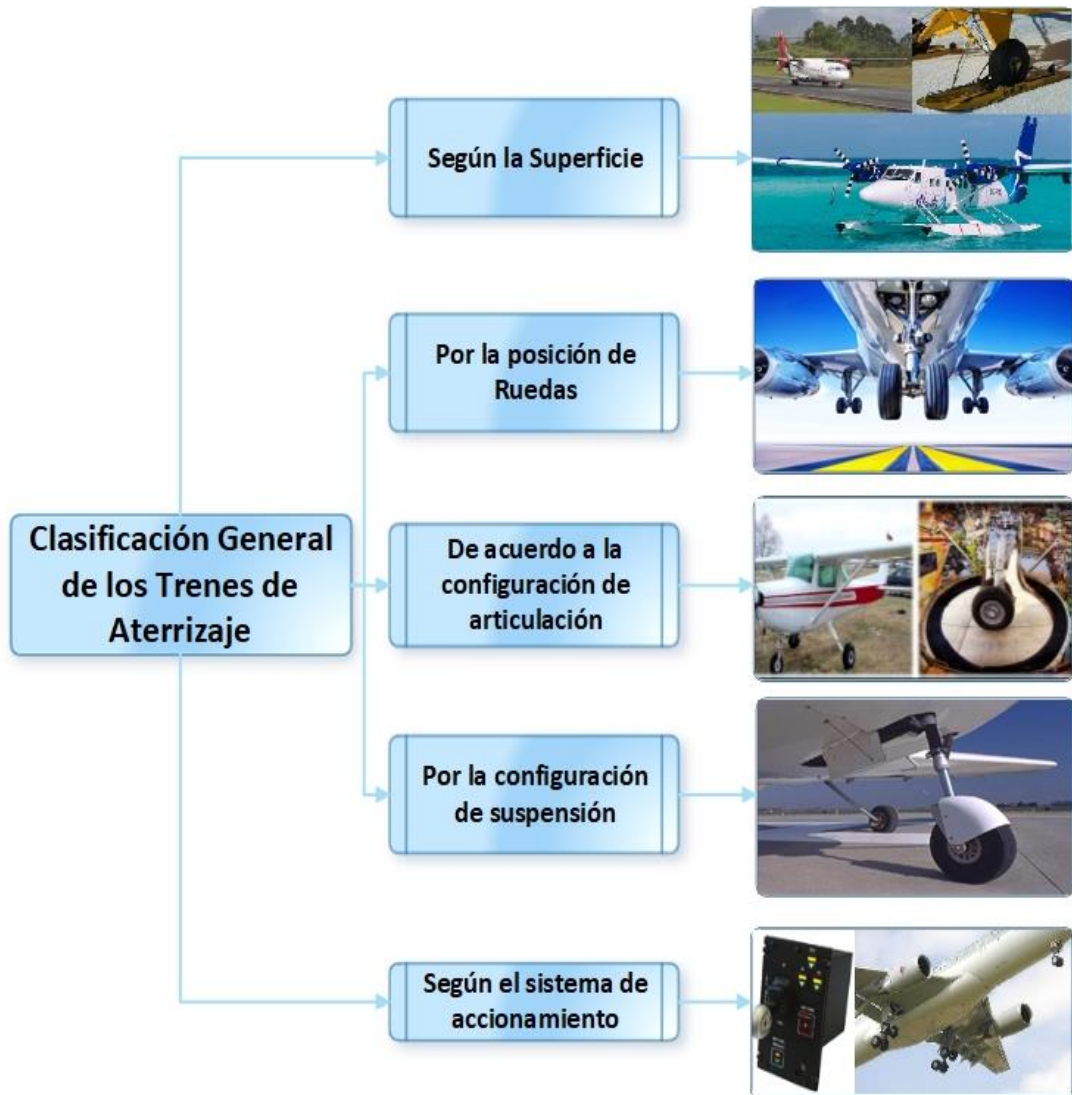 Clasificación General
de los Trenes de
Aterrizaje
Según la Superficie
Por la posición de
Ruedas
De acuerdo a la
configuración de
articulación
Por la configuración
de suspensión
Según el sistema de
accionamiento